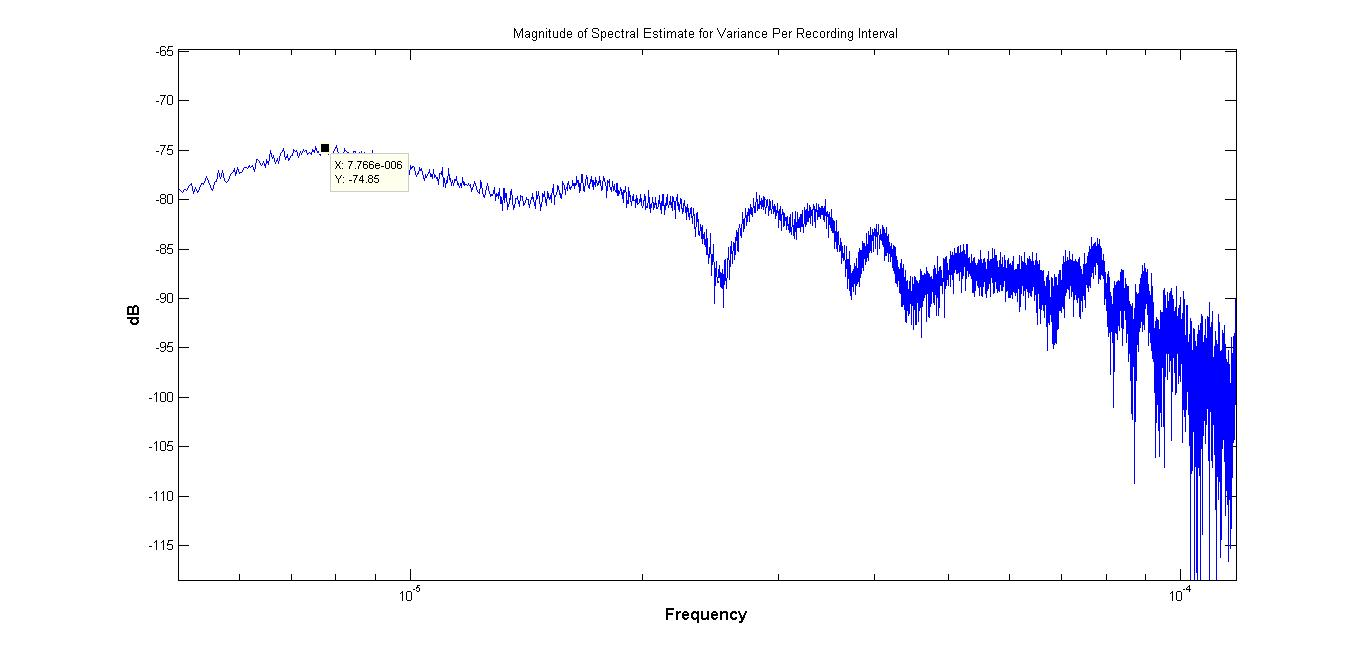 Magnitude of Spectral Estimate for Variance Per Recording Interval
-65
-70
-75
X: 7.766e-006
Y: -74.85
-80
-85
-90
dB
-95
-100
-105
-110
-115
10^-5
10^-4
Frequency